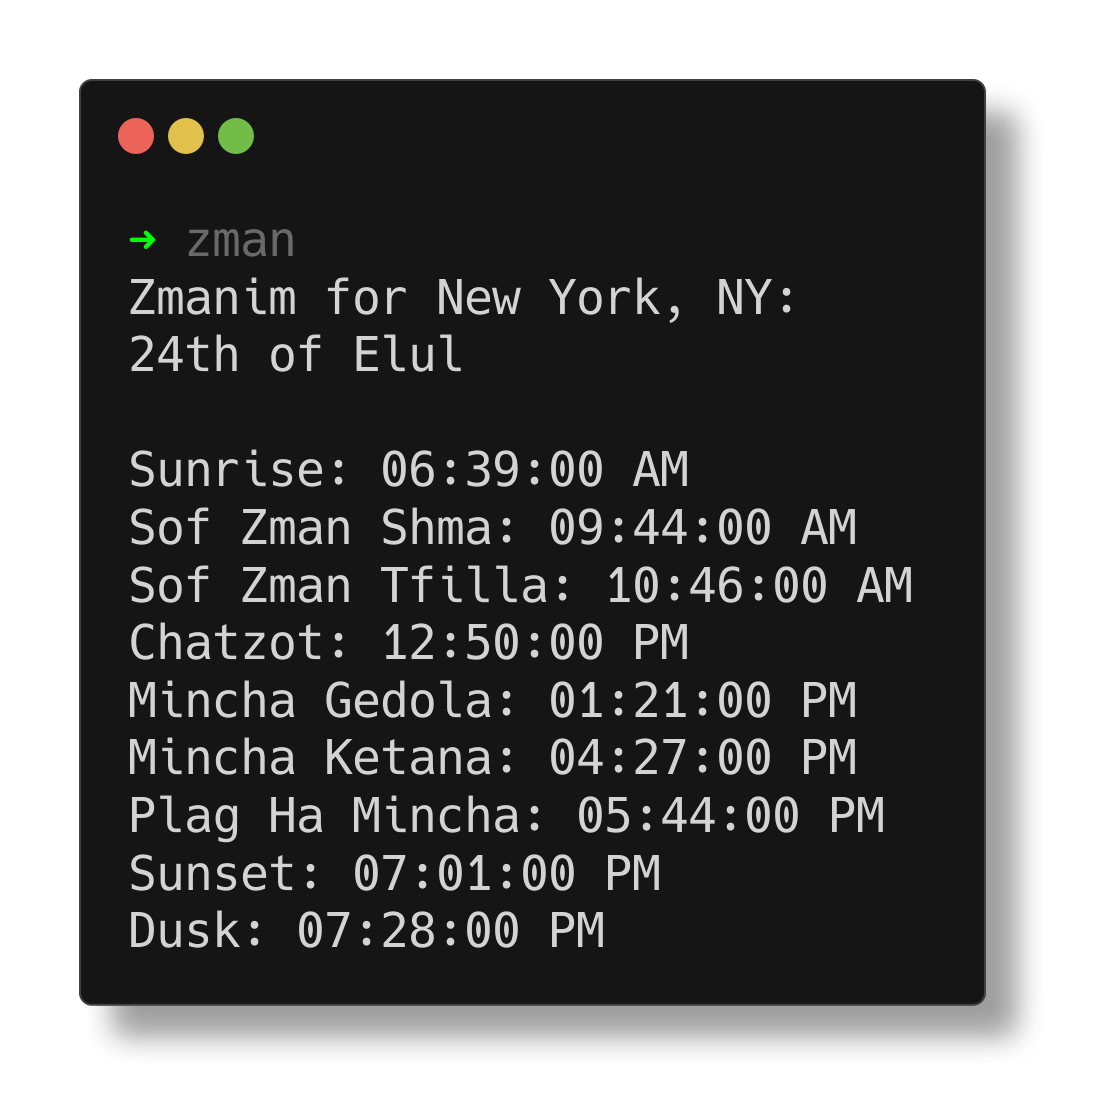 ➜ zman
Zmanim for New York, NY:
24th of Elul

Sunrise: 06:39:00 AM
Sof Zman Shma: 09:44:00 AM
Sof Zman Tfilla: 10:46:00 AM
Chatzot: 12:50:00 PM
Mincha Gedola: 01:21:00 PM
Mincha Ketana: 04:27:00 PM
Plag Ha Mincha: 05:44:00 PM
Sunset: 07:01:00 PM
Dusk: 07:28:00 PM